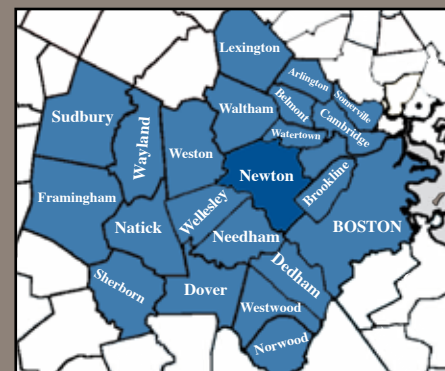 Lexington
Arlington
Somerville
Sudbury
Waltham
Belmont
Cambridge
Wayland
Watertown
Weston
Newton
Brookline
Framingham
Wellesley
Natick
Needham
BOSTON
Sherborn
Dover
Dedham
Westwood
Norwood